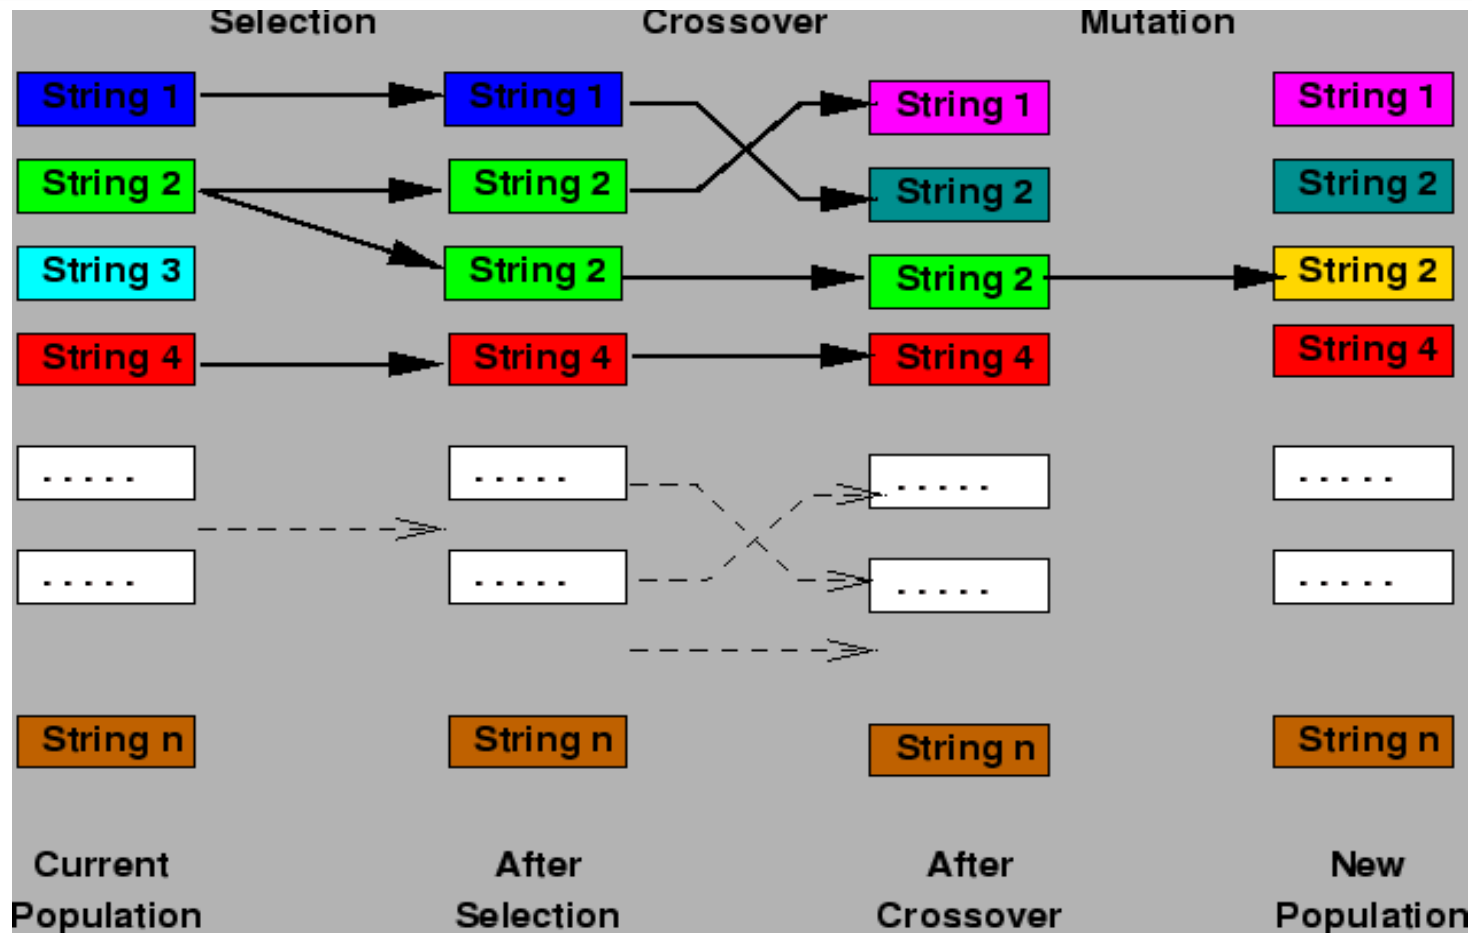 Selection Crossover Mutation
String 1 String 1 String 1 String 1
String 2 String 2 String 2 String 2
String 3 String 2 String 2 String 2
String 4 String 4 String 4 String 4
. . . . . . . . . . . . . . . . . . . .
. . . . . . . . . . . . . . . . . . . .
String n String n String n String n
Current After After New
Population Selection Crossover Population